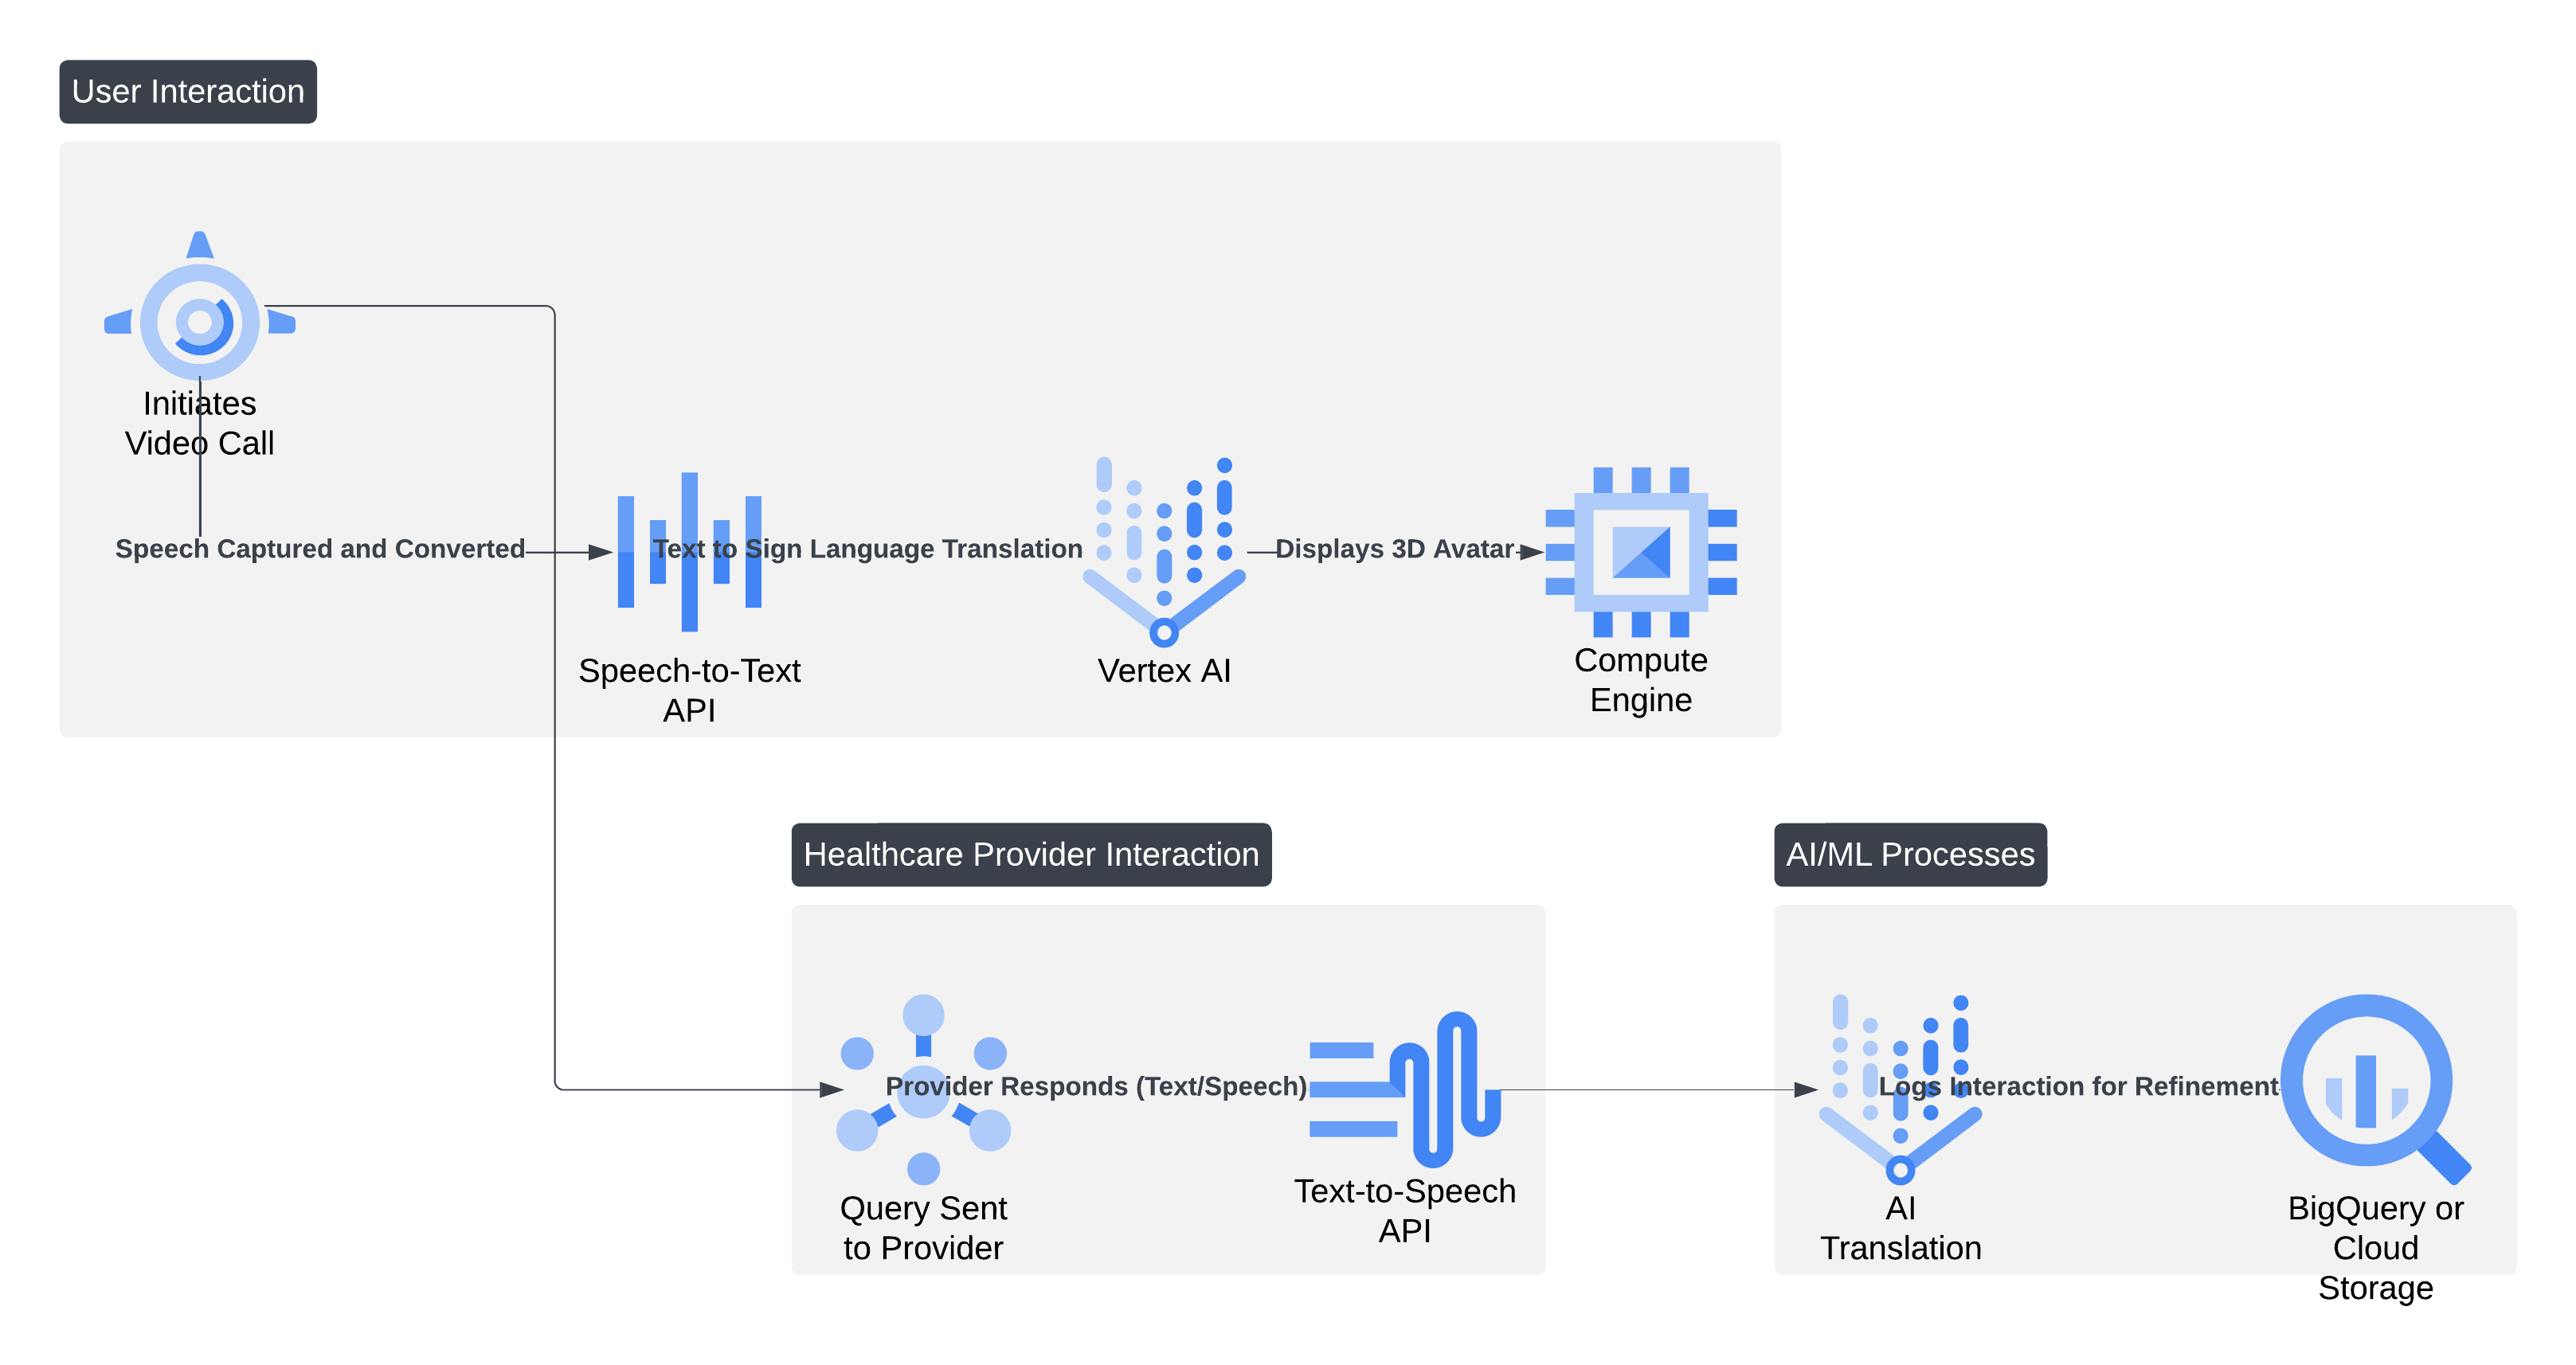 User Interaction
Initiates
Video Call
Speech Captured and Converted
Text to Sign Language Translation
Displays 3D Avatar
Speech-to-Text
API
Vertex AI
Compute
Engine
Healthcare Provider Interaction
AI/ML Processes
Provider Responds (Text/Speech)
Logs Interaction for Refinement
Query Sent
to Provider
Text-to-Speech
API
AI
Translation
BigQuery or
Cloud
Storage